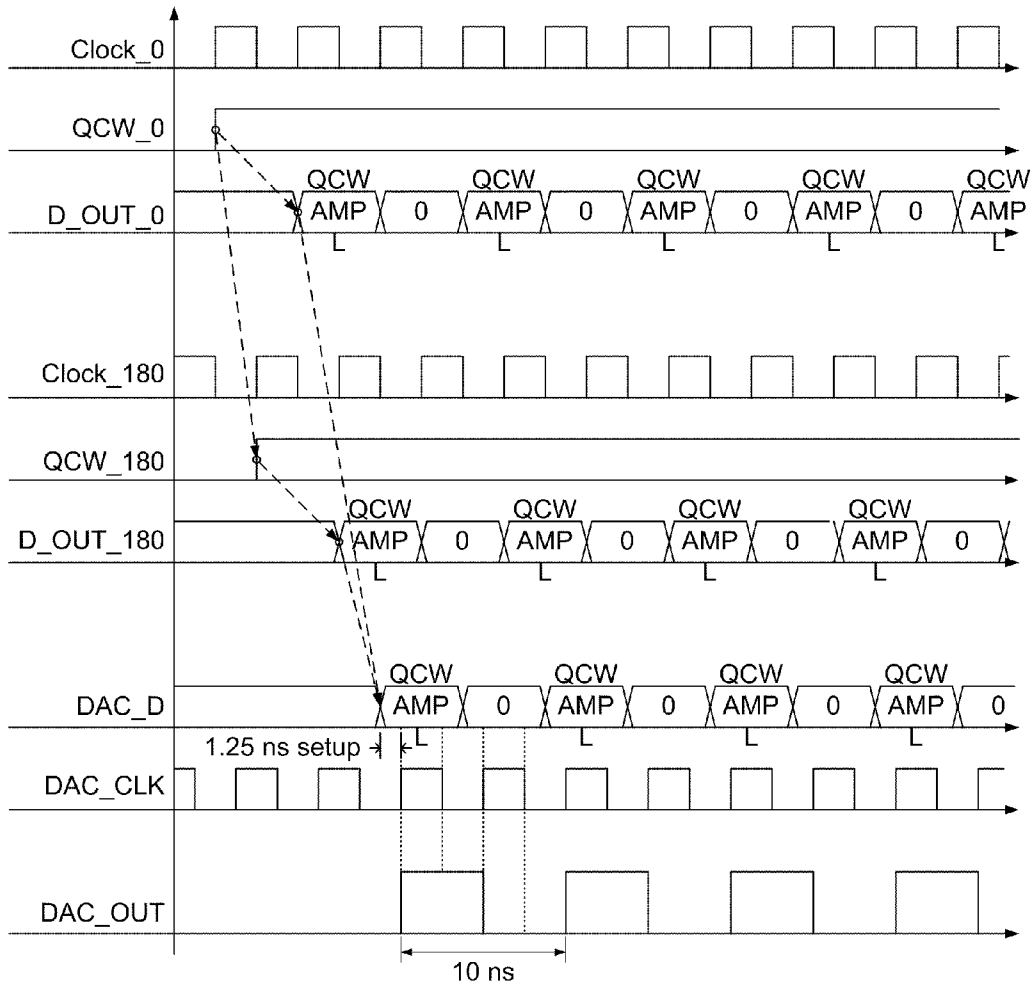 Clock_0
QCW_0
QCW QCW QCW QCW QCW
D_OUT_0 AMP 0 AMP 0 AMP 0 AMP 0 AMP
L L L L L
Clock_180
QCW_180
QCW QCW QCW QCW
D_OUT_180 AMP 0 AMP 0 AMP 0 AMP 0
L L L L
QCW QCW QCW QCW
DAC_D AMP 0 AMP 0 AMP 0 AMP 0
1.25 ns setup L L L L
DAC_CLK
DAC_OUT
10 ns